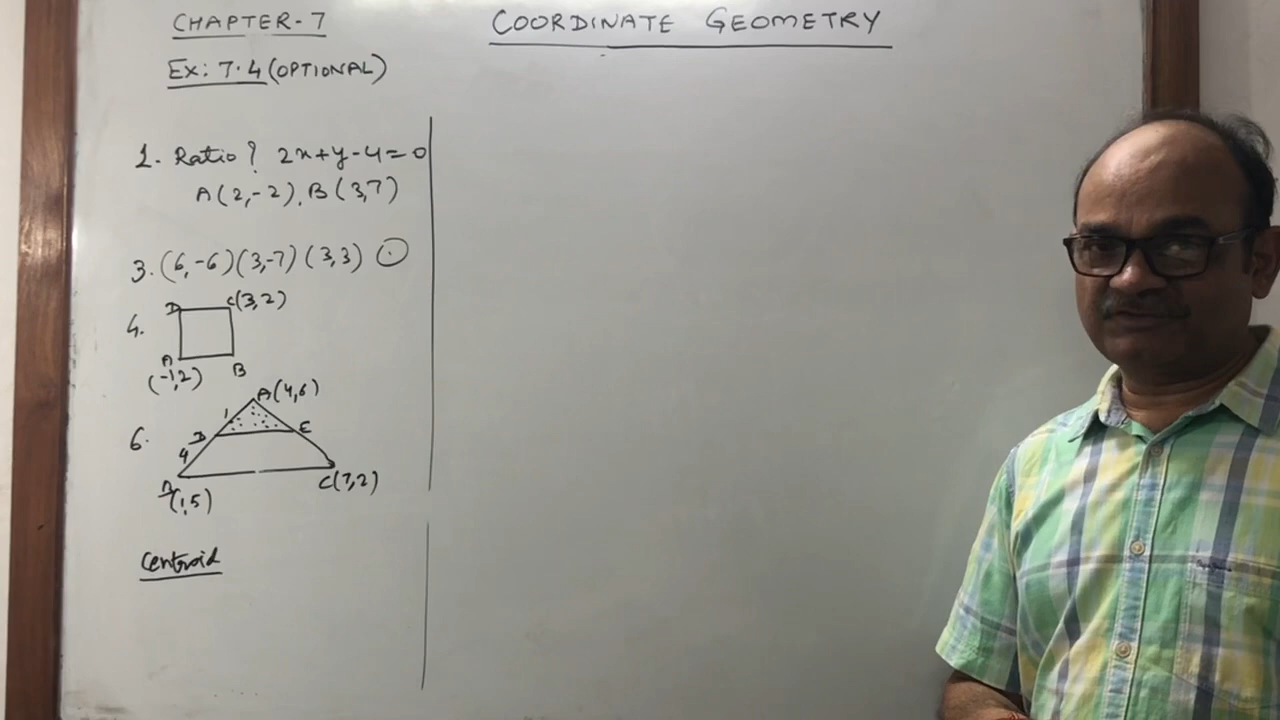 CHAPTER-7
COORDINATE GEOMETRY
Ex: 7.4 (OPTIONAL)
1. Ratio? 2x+y-4=0
A(2,-2), B(3,7)
3. (6,-6)(3,-7)(3,3)
4.
D C(3,2)
A B
(-1,2)
6.
A(4,6)
1
D E
4
C(7,2)
(1,5)
Centroid